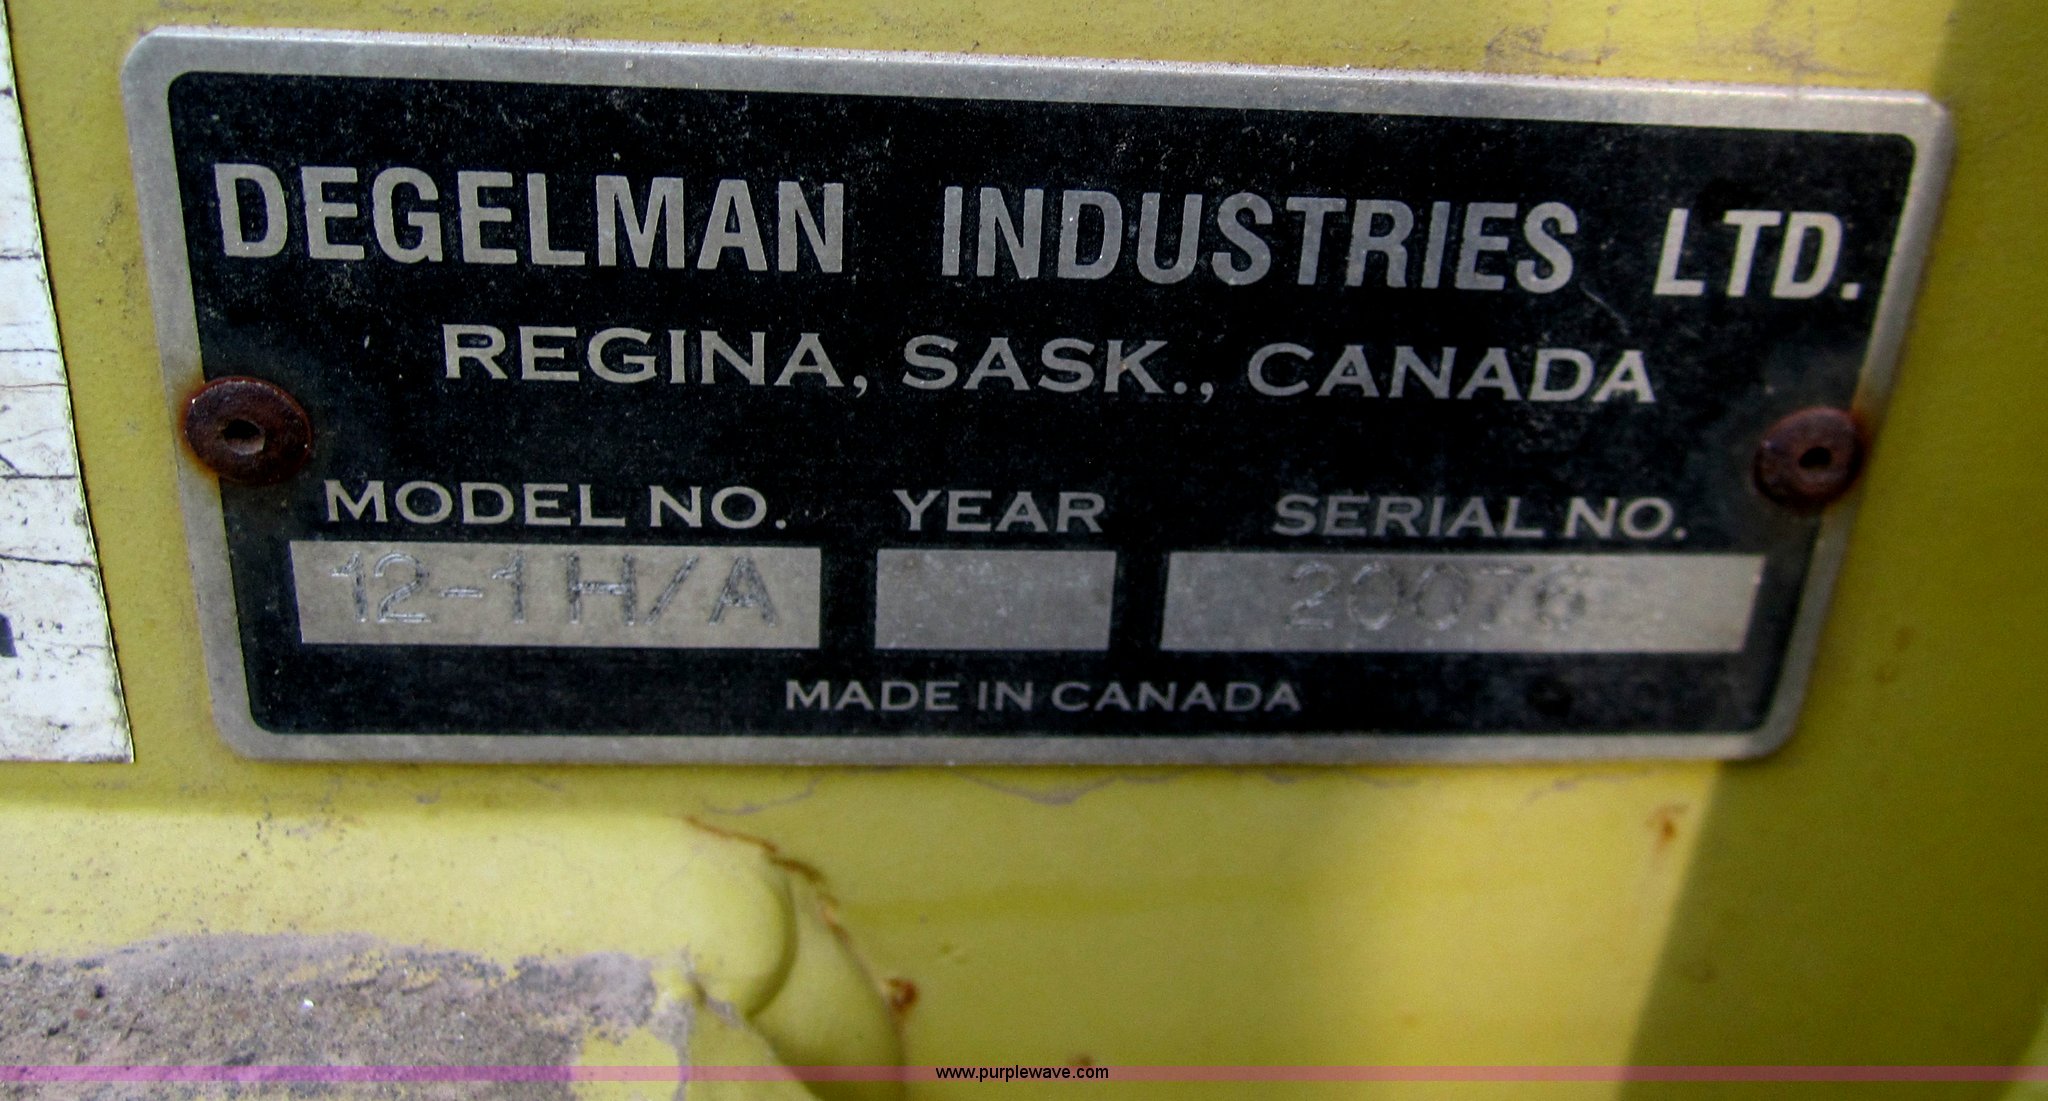 DEGELMAN INDUSTRIES LTD.
REGINA, SASK., CANADA
MODEL NO. YEAR SERIAL NO.
12-1H/A 20076
MADE IN CANADA
www.purplewave.com